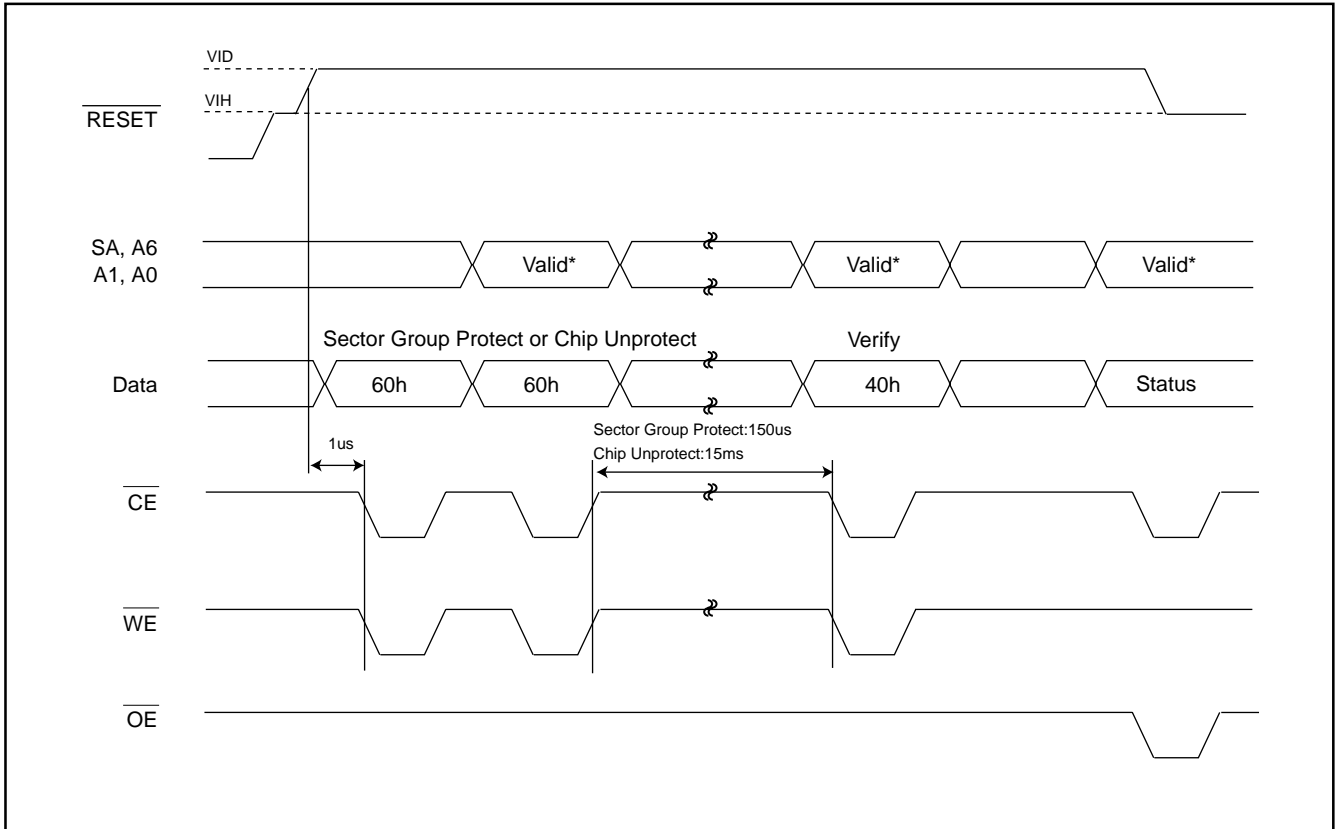 VID
VIH
RESET
SA, A6
A1, A0
Valid*
Valid*
Valid*
Sector Group Protect or Chip Unprotect
Verify
Data
60h
60h
40h
Status
1us
Sector Group Protect:150us
Chip Unprotect:15ms
CE
WE
OE